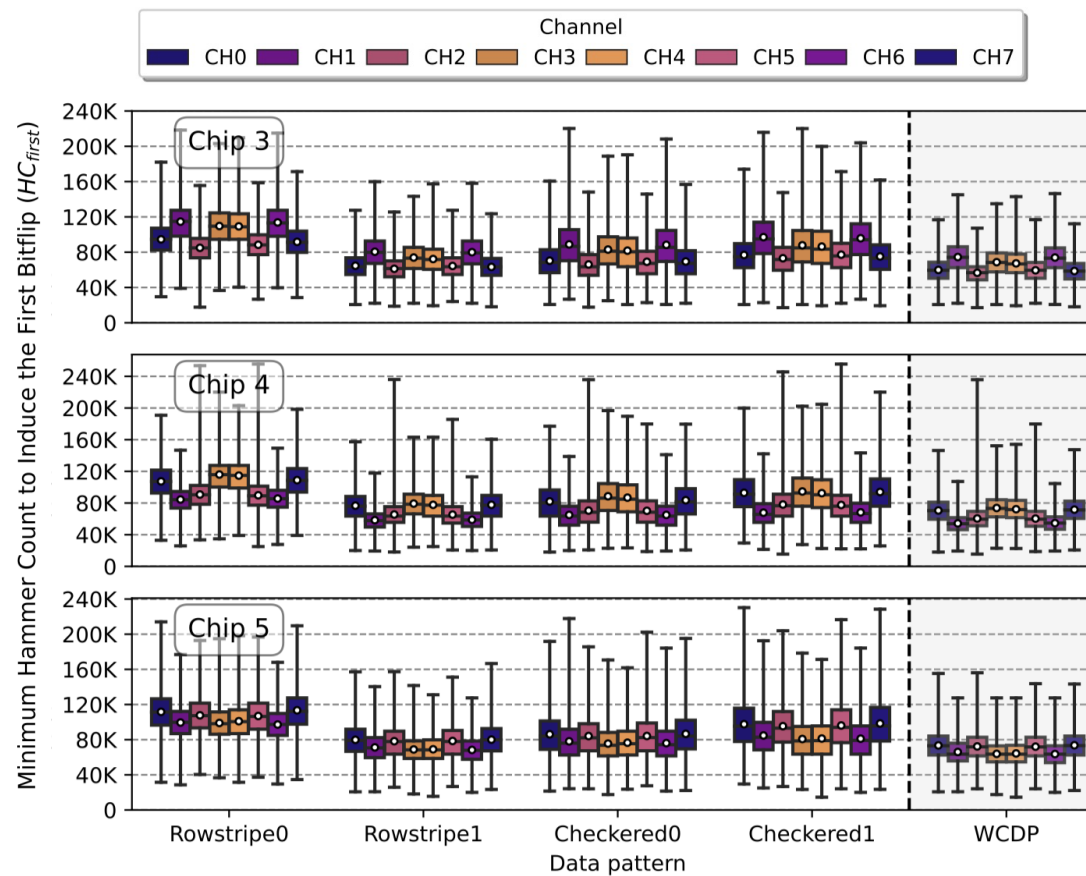 Channel
CH0 CH1 CH2 CH3 CH4 CH5 CH6 CH7
Minimum Hammer Count to Induce the First Bitflip (HC_first)
240K
200K
160K
120K
80K
40K
0
Chip 3
240K
200K
160K
120K
80K
40K
0
Chip 4
240K
200K
160K
120K
80K
40K
0
Chip 5
Rowstripe0 Rowstripe1 Checkered0 Checkered1 WCDP
Data pattern